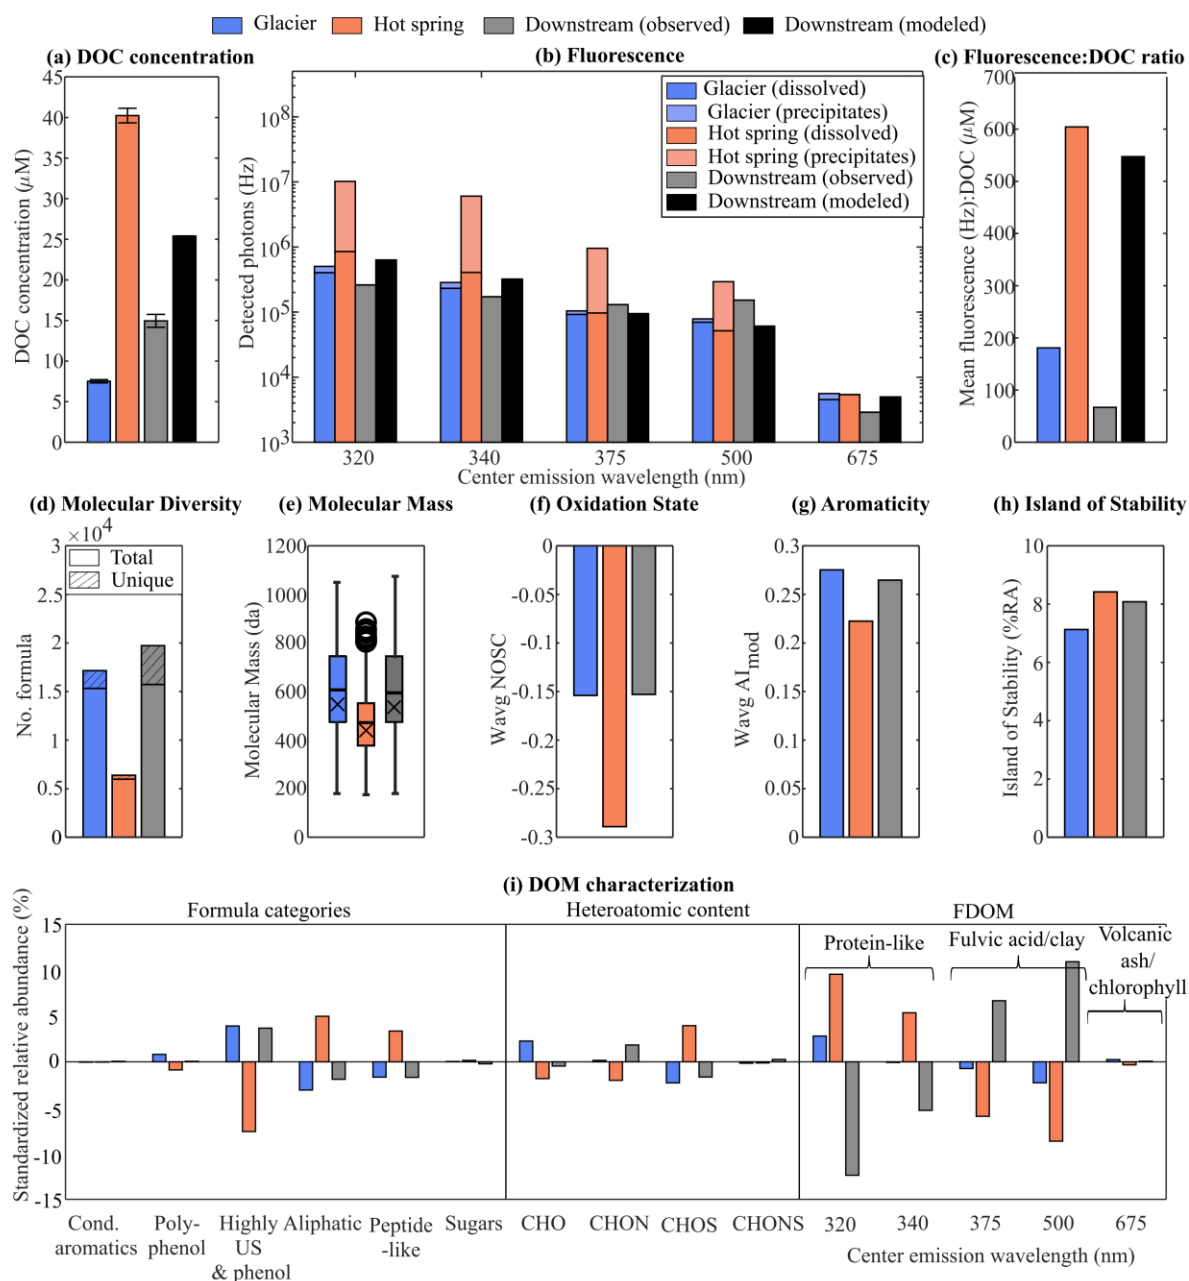 Glacier Hot spring Downstream (observed) Downstream (modeled)
(a) DOC concentration
DOC concentration (μM)
45
40
35
30
25
20
15
10
5
0
(b) Fluorescence
Detected photons (Hz)
10^8
10^7
10^6
10^5
10^4
10^3
Glacier (dissolved)
Glacier (precipitates)
Hot spring (dissolved)
Hot spring (precipitates)
Downstream (observed)
Downstream (modeled)
320 340 375 500 675
Center emission wavelength (nm)
(c) Fluorescence:DOC ratio
Mean fluorescence (Hz):DOC (μM)
700
600
500
400
300
200
100
0
(d) Molecular Diversity
×10^4
No. formula
3
2.5
2
1.5
1
0.5
0
Total
Unique
(e) Molecular Mass
Molecular Mass (da)
1200
1000
800
600
400
200
0
(f) Oxidation State
Wavg NOSC
0
-0.05
-0.1
-0.15
-0.2
-0.25
-0.3
(g) Aromaticity
Wavg AI_mod
0.3
0.25
0.2
0.15
0.1
0.05
0
(h) Island of Stability
Island of Stability (%RA)
10
8
6
4
2
0
(i) DOM characterization
Formula categories Heteroatomic content FDOM
Standardized relative abundance (%)
15
10
5
0
-5
-10
-15
Protein-like
Fulvic acid/clay
Volcanic
ash/
chlorophyll
Cond.
aromatics
Poly-
phenol
Highly
US
& phenol
Aliphatic
Peptide
-like
Sugars
CHO CHON CHOS CHONS
320 340 375 500 675
Center emission wavelength (nm)